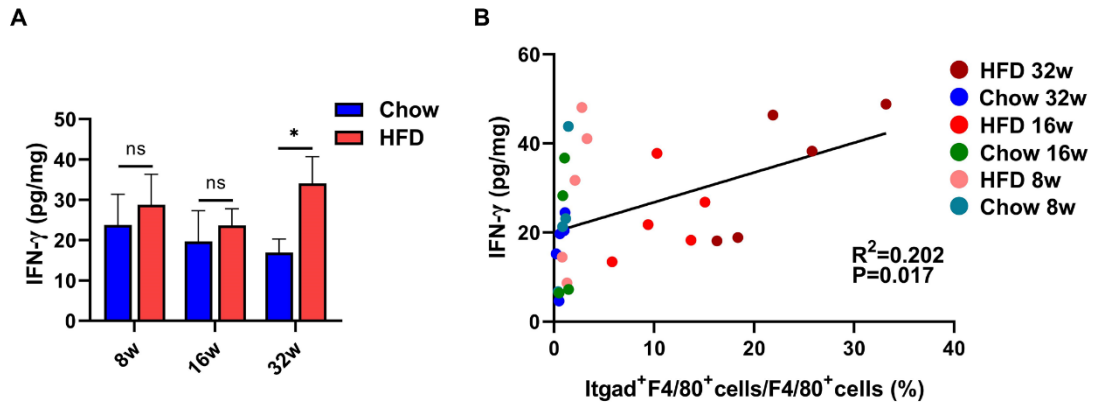 A
Chow
HFD
IFN-γ (pg/mg)
50
40
30
20
10
0
ns
ns
*
8w
16w
32w
B
IFN-γ (pg/mg)
60
40
20
0
0
10
20
30
40
Itgad⁺F4/80⁺cells/F4/80⁺cells (%)
R²=0.202
P=0.017
HFD 32w
Chow 32w
HFD 16w
Chow 16w
HFD 8w
Chow 8w